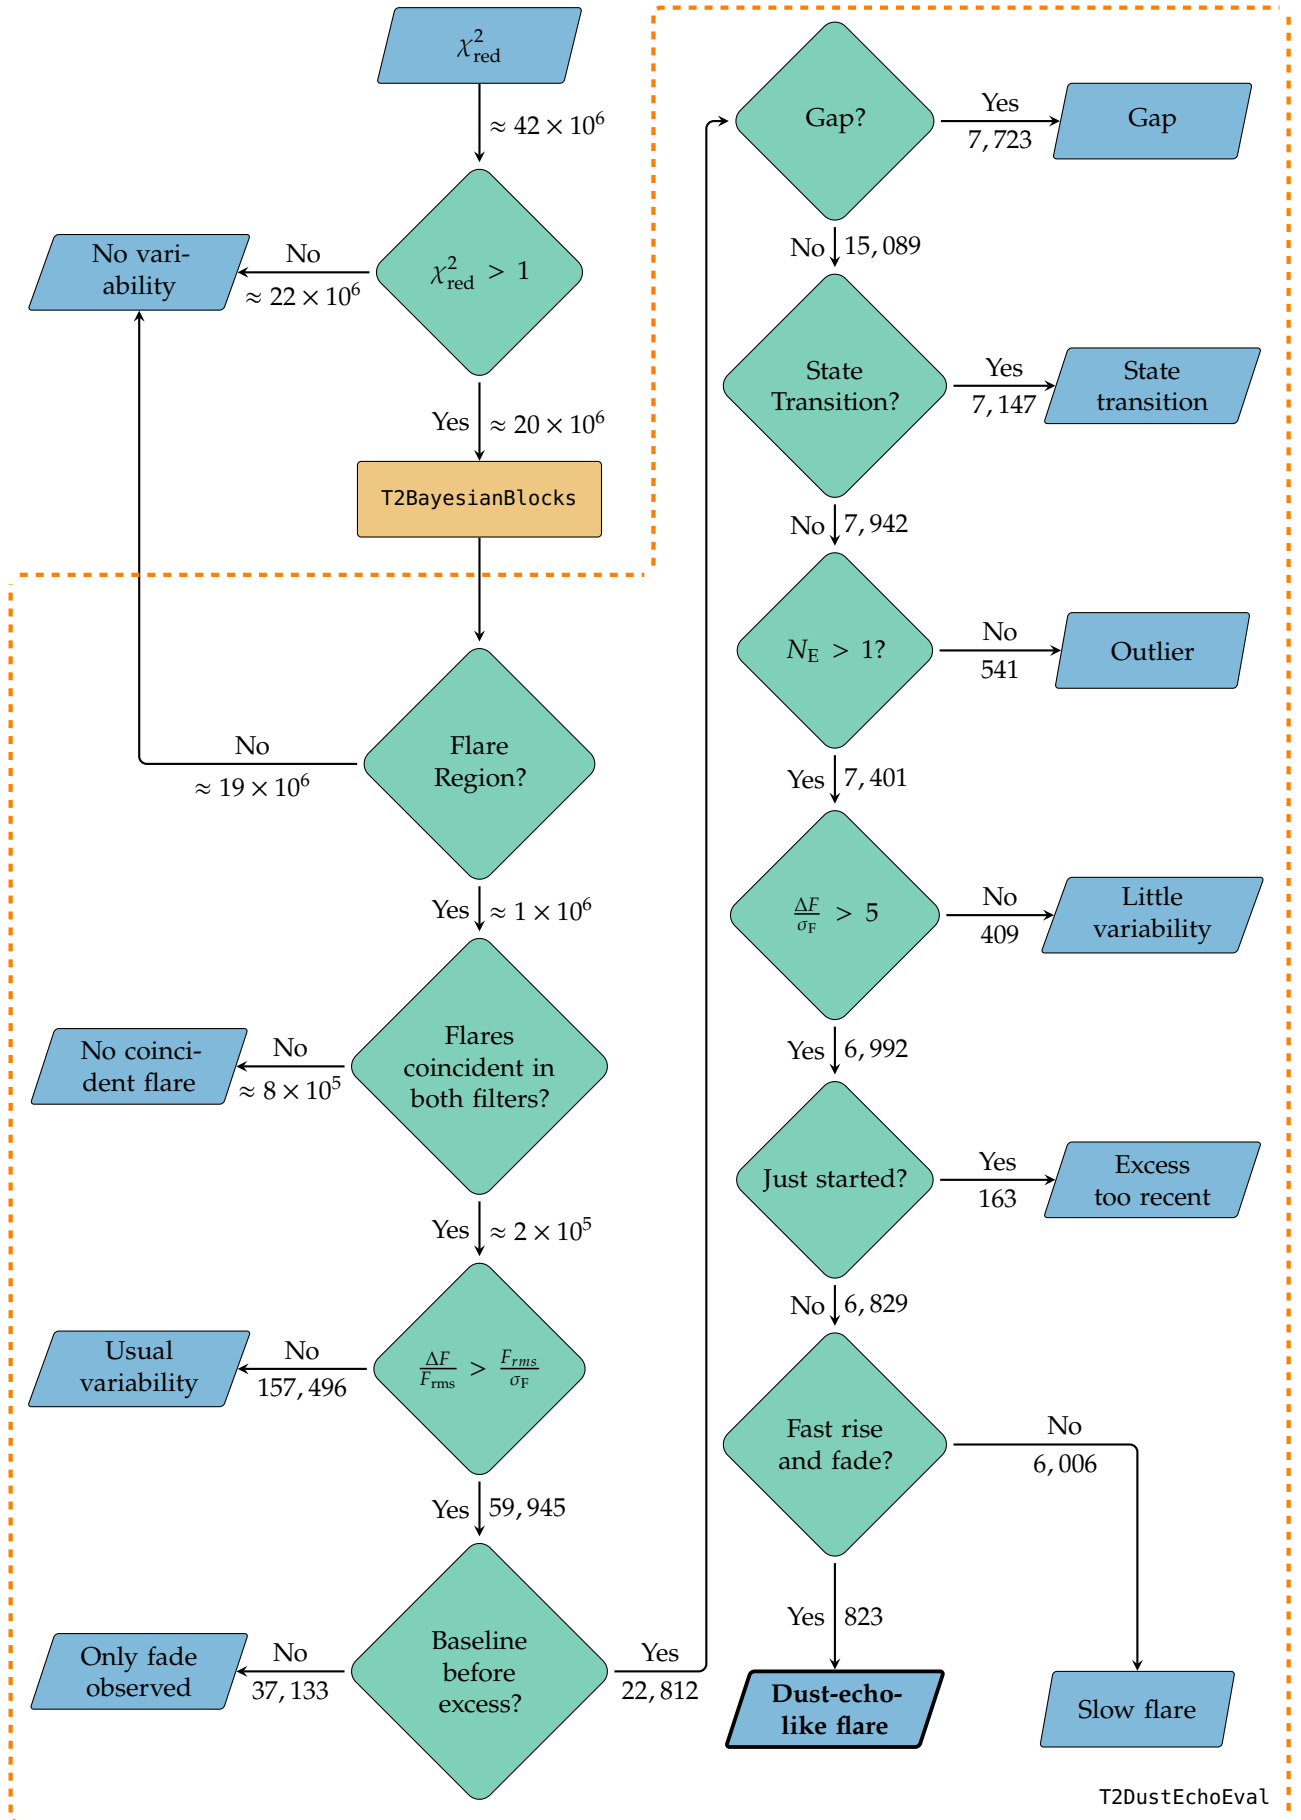 χ²red
≈ 42 × 10⁶
χ²red > 1
No
≈ 22 × 10⁶
No vari-
ability
Yes
≈ 20 × 10⁶
T2BayesianBlocks
Flare
Region?
No
≈ 19 × 10⁶
Yes
≈ 1 × 10⁶
Flares
coincident in
both filters?
No
≈ 8 × 10⁵
No coinci-
dent flare
Yes
≈ 2 × 10⁵
ΔF/Frms > Frms/σF
No
157, 496
Usual
variability
Yes
59, 945
Baseline
before
excess?
No
37, 133
Only fade
observed
Yes
22, 812
Gap?
Yes
7, 723
Gap
No
15, 089
State
Transition?
Yes
7, 147
State
transition
No
7, 942
NE > 1?
No
541
Outlier
Yes
7, 401
ΔF/σF > 5
No
409
Little
variability
Yes
6, 992
Just started?
Yes
163
Excess
too recent
No
6, 829
Fast rise
and fade?
No
6, 006
Slow flare
Yes
823
Dust-echo-
like flare
T2DustEchoEval